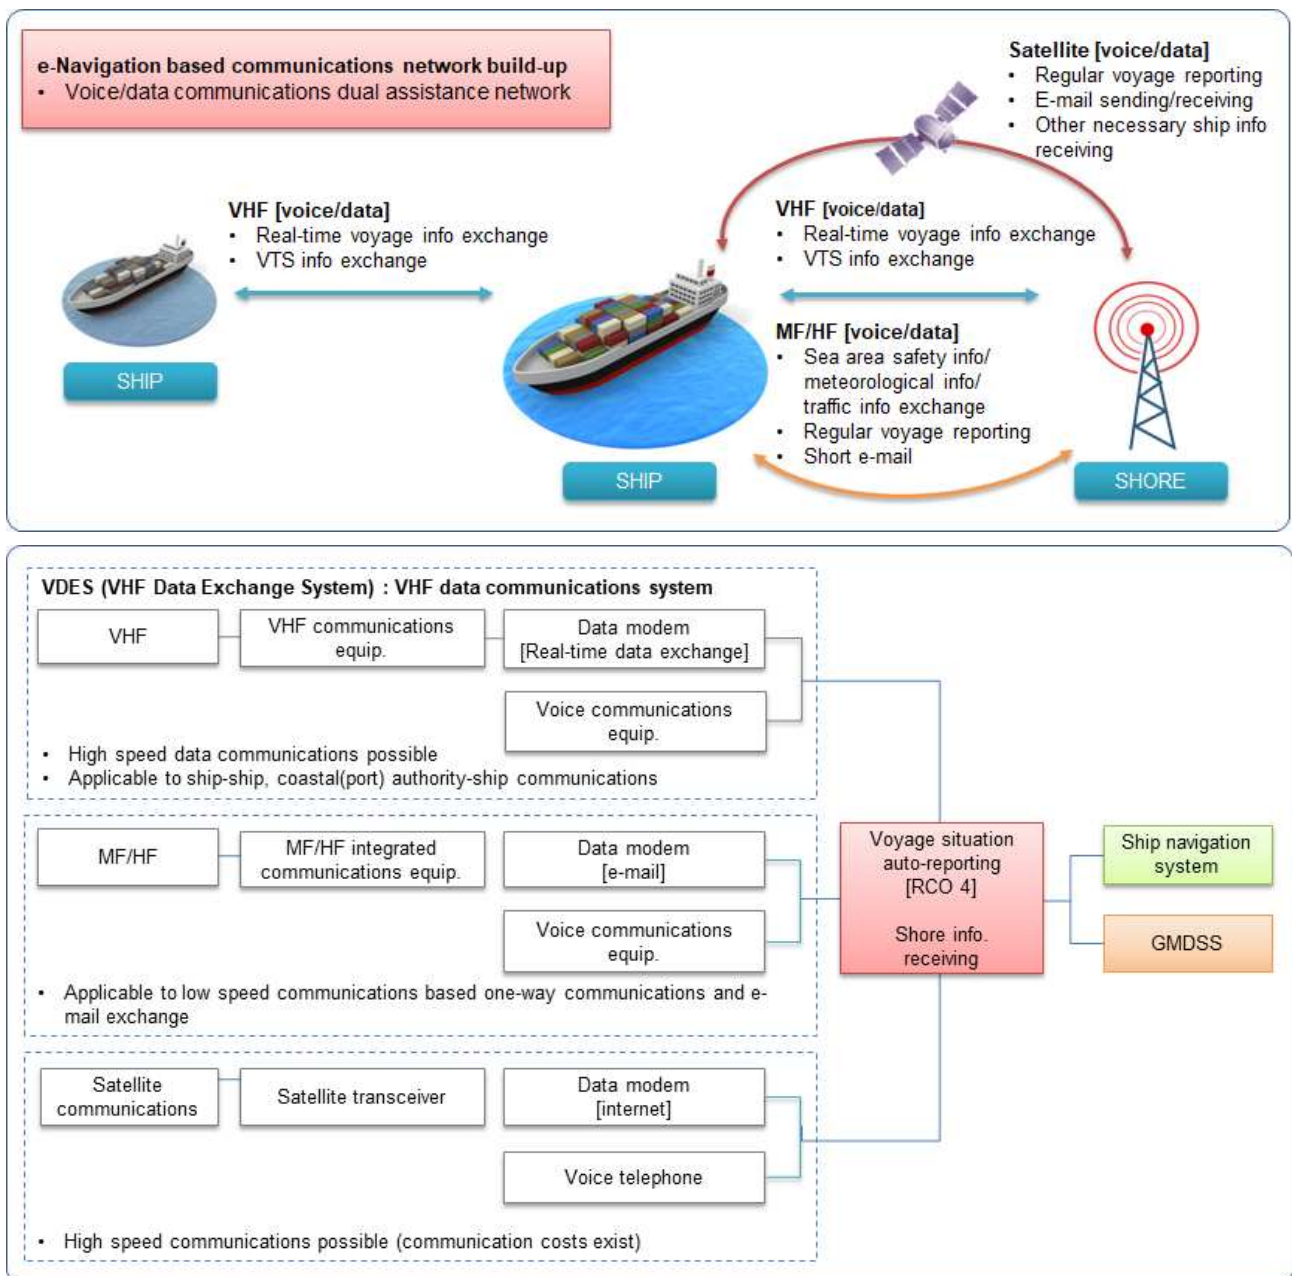 e-Navigation based communications network build-up
• Voice/data communications dual assistance network
Satellite [voice/data]
• Regular voyage reporting
• E-mail sending/receiving
• Other necessary ship info
receiving
VHF [voice/data]
• Real-time voyage info exchange
• VTS info exchange
VHF [voice/data]
• Real-time voyage info exchange
• VTS info exchange
MF/HF [voice/data]
• Sea area safety info/
meteorological info/
traffic info exchange
• Regular voyage reporting
• Short e-mail
SHIP
SHIP
SHORE
VDES (VHF Data Exchange System) : VHF data communications system
VHF
VHF communications
equip.
Data modem
[Real-time data exchange]
Voice communications
equip.
• High speed data communications possible
• Applicable to ship-ship, coastal(port) authority-ship communications
MF/HF
MF/HF integrated
communications equip.
Data modem
[e-mail]
Voice communications
equip.
• Applicable to low speed communications based one-way communications and e-
mail exchange
Satellite
communications
Satellite transceiver
Data modem
[internet]
Voice telephone
• High speed communications possible (communication costs exist)
Voyage situation
auto-reporting
[RCO 4]
Shore info.
receiving
Ship navigation
system
GMDSS